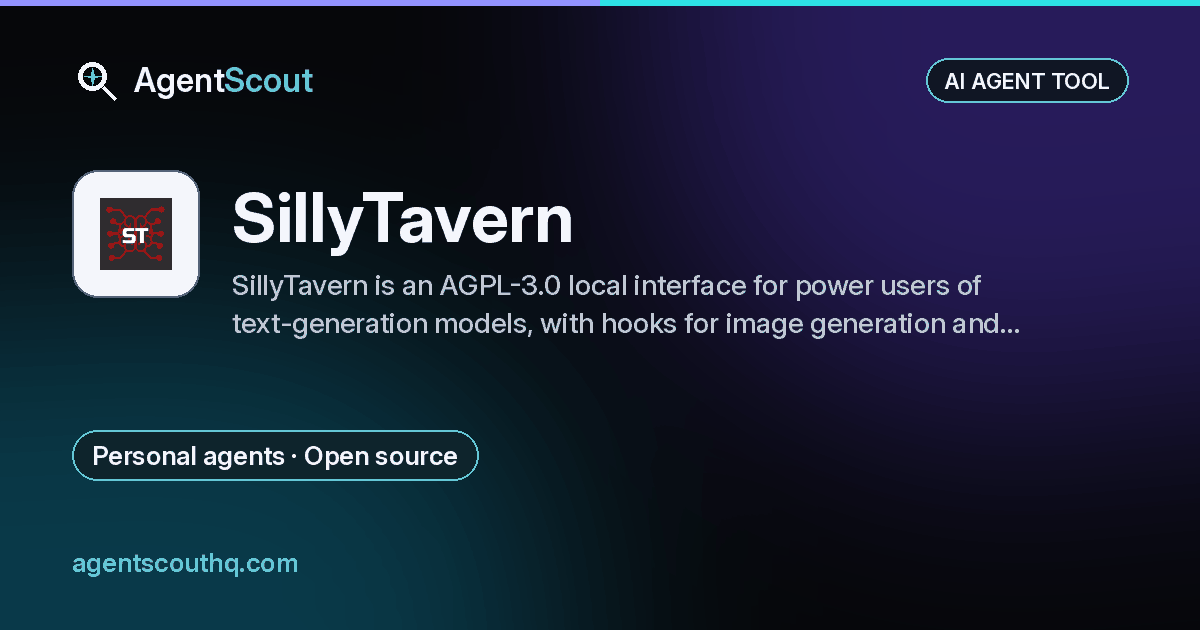 AgentScout
AI AGENT TOOL
ST
SillyTavern
SillyTavern is an AGPL-3.0 local interface for power users of
text-generation models, with hooks for image generation and...
Personal agents · Open source
agentscouthq.com